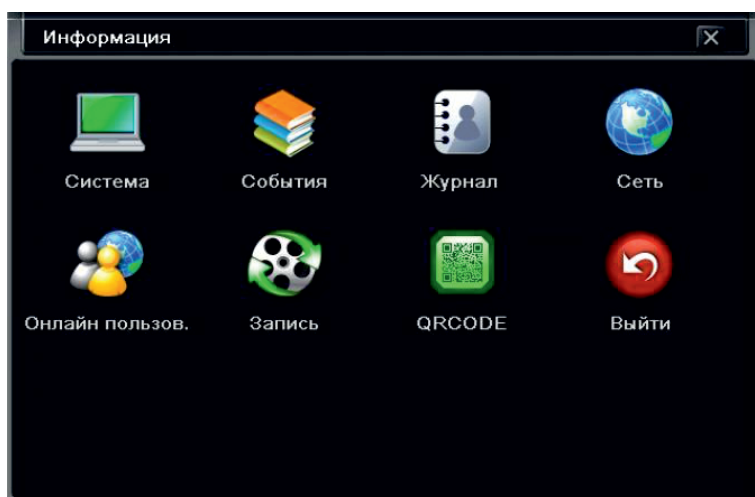 Информация
Система События Журнал Сеть
Онлайн пользов. Запись QRCODE Выйти